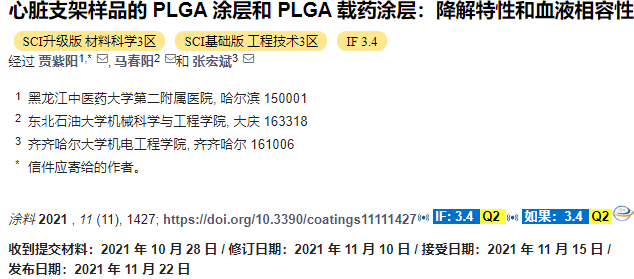 心脏支架样品的 PLGA 涂层和 PLGA 载药涂层：降解特性和血液相容性
SCI升级版 材料科学3区 SCI基础版 工程技术3区 IF 3.4
经过 贾紫阳1,* , 马春阳2 和 张宏斌3
1 黑龙江中医药大学第二附属医院, 哈尔滨 150001
2 东北石油大学机械科学与工程学院, 大庆 163318
3 齐齐哈尔大学机电工程学院, 齐齐哈尔 161006
* 信件应寄给的作者。
涂料 2021 , 11 (11), 1427; https://doi.org/10.3390/coatings11111427 IF: 3.4 Q2 如果：3.4 Q2
收到提交材料：2021 年 10 月 28 日 / 修订日期：2021 年 11 月 10 日 / 接受日期：2021 年 11 月 15 日 /
发布日期：2021 年 11 月 22 日